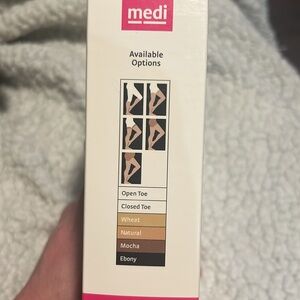 medi
Available
Options
Open Toe
Closed Toe
Wheat
Natural
Mocha
Ebony